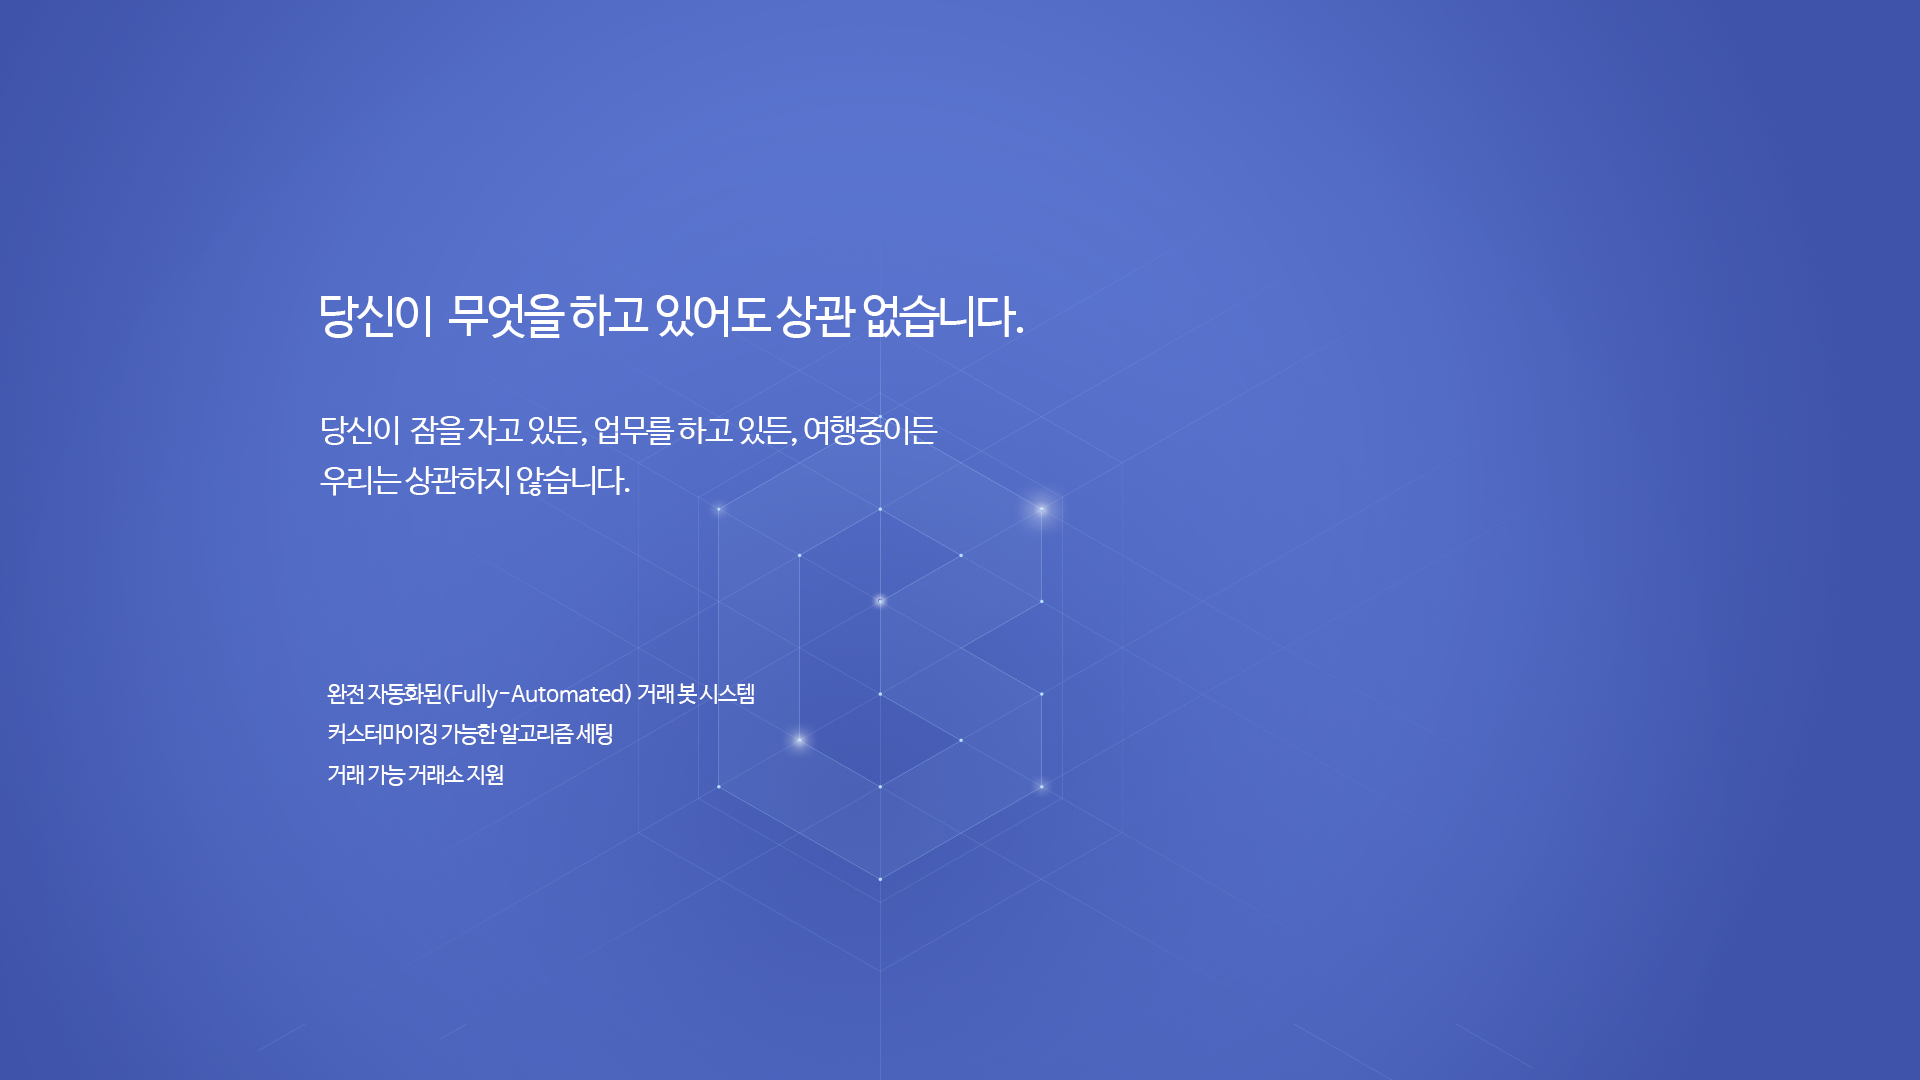 당신이 무엇을 하고 있어도 상관 없습니다.
당신이 잠을 자고 있든, 업무를 하고 있든, 여행중이든
우리는 상관하지 않습니다.
완전 자동화된(Fully-Automated) 거래 봇 시스템
커스터마이징 가능한 알고리즘 세팅
거래 가능 거래소 지원